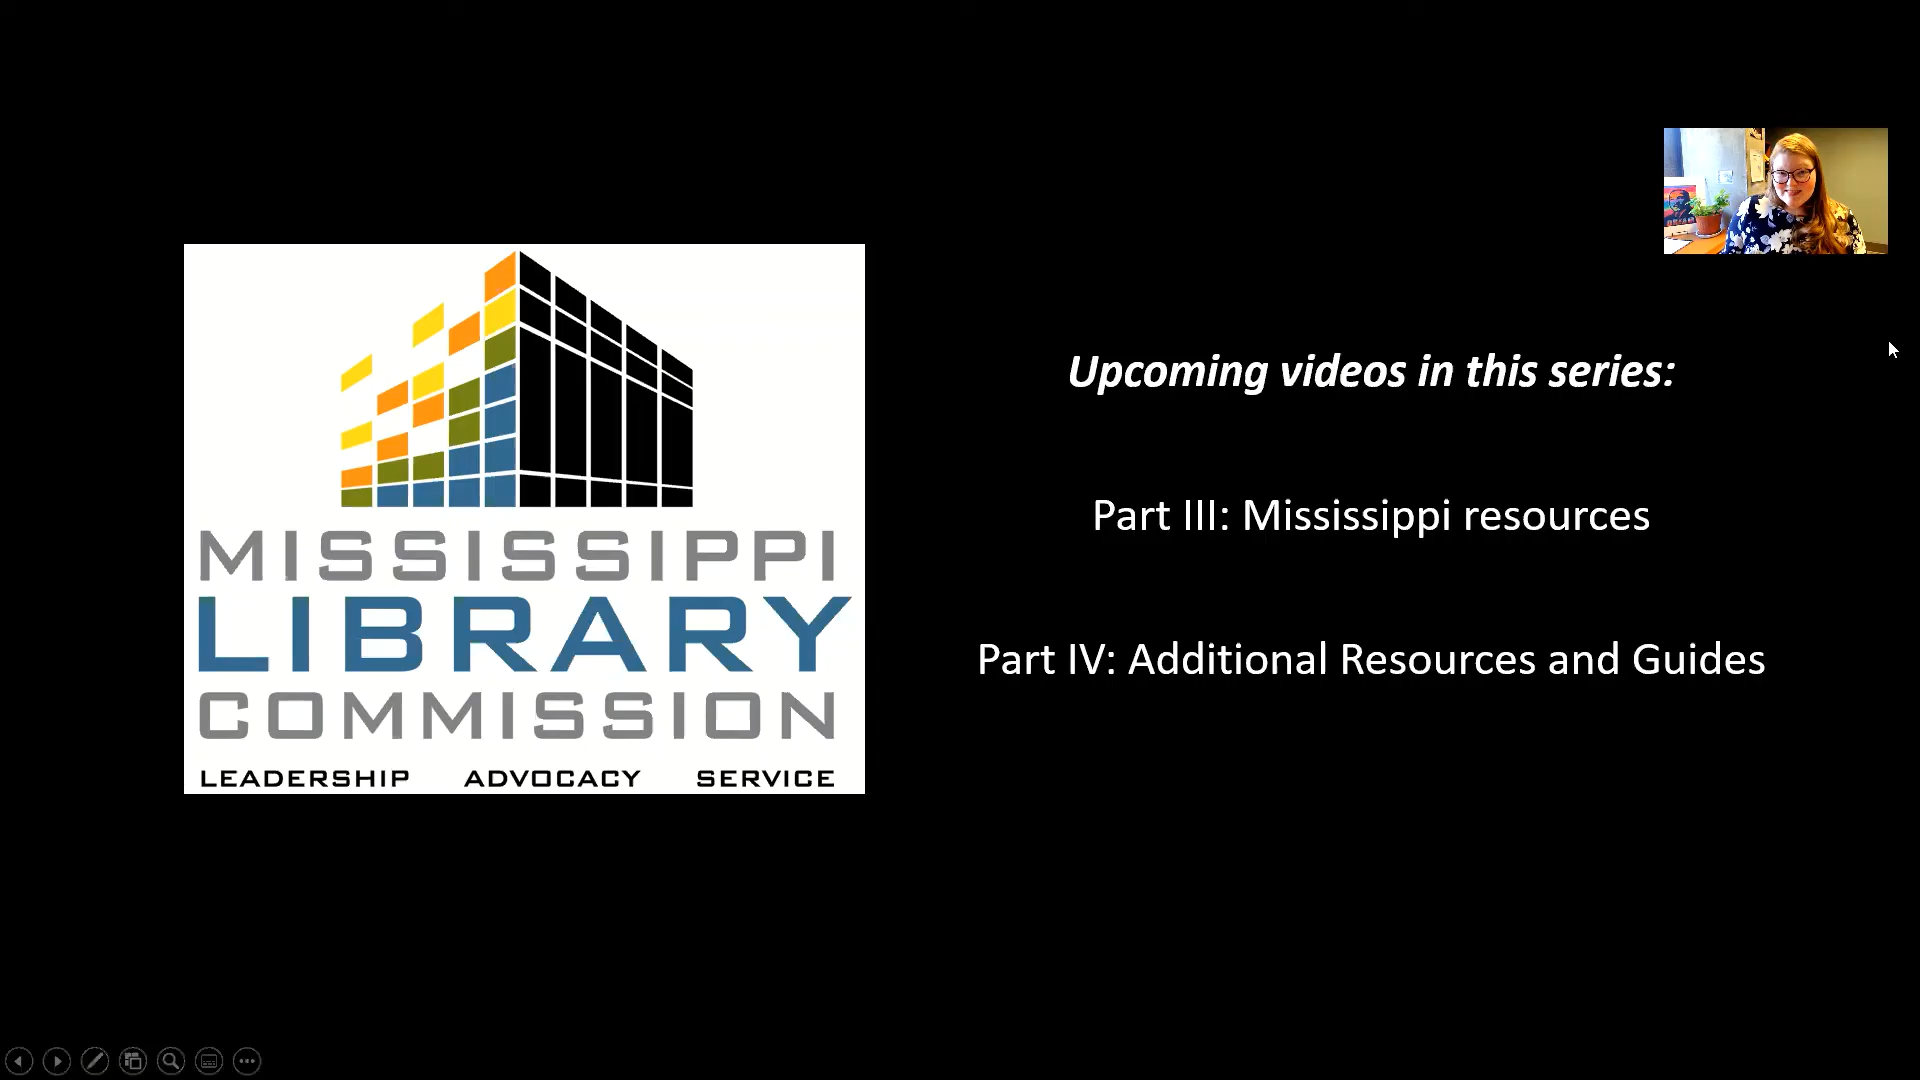 MISSISSIPPI
LIBRARY
COMMISSION
LEADERSHIP ADVOCACY SERVICE
Upcoming videos in this series:
Part III: Mississippi resources
Part IV: Additional Resources and Guides